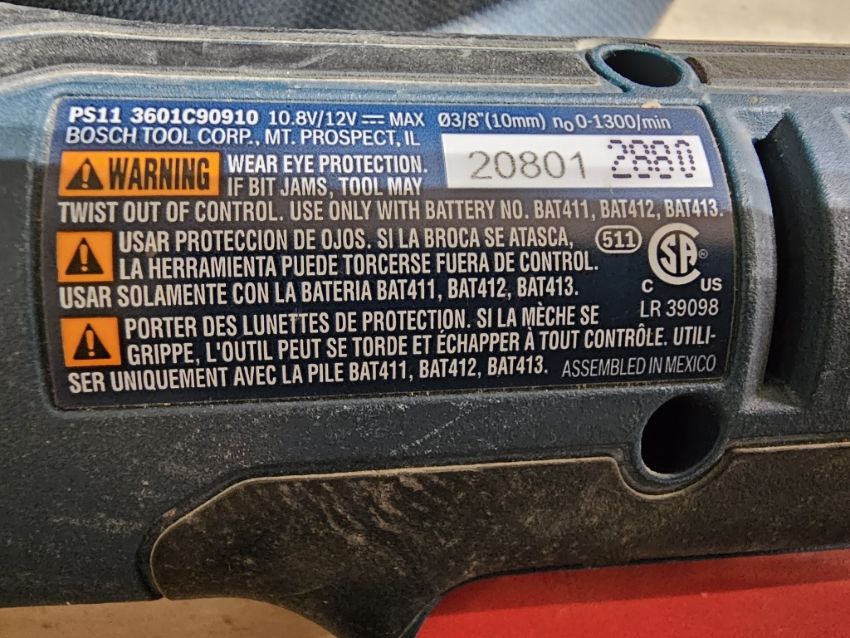 PS11 3601C90910 10.8V/12V ⎓ MAX Ø3/8"(10mm) n₀ 0-1300/min
BOSCH TOOL CORP., MT. PROSPECT, IL
WARNING WEAR EYE PROTECTION.
IF BIT JAMS, TOOL MAY
20801 2880
TWIST OUT OF CONTROL. USE ONLY WITH BATTERY NO. BAT411, BAT412, BAT413.
USAR PROTECCION DE OJOS. SI LA BROCA SE ATASCA,
LA HERRAMIENTA PUEDE TORCERSE FUERA DE CONTROL.
USAR SOLAMENTE CON LA BATERIA BAT411, BAT412, BAT413.
511
CSA®
C US
LR 39098
PORTER DES LUNETTES DE PROTECTION. SI LA MÈCHE SE
GRIPPE, L'OUTIL PEUT SE TORDE ET ÉCHAPPER À TOUT CONTRÔLE. UTILI-
SER UNIQUEMENT AVEC LA PILE BAT411, BAT412, BAT413.
ASSEMBLED IN MEXICO